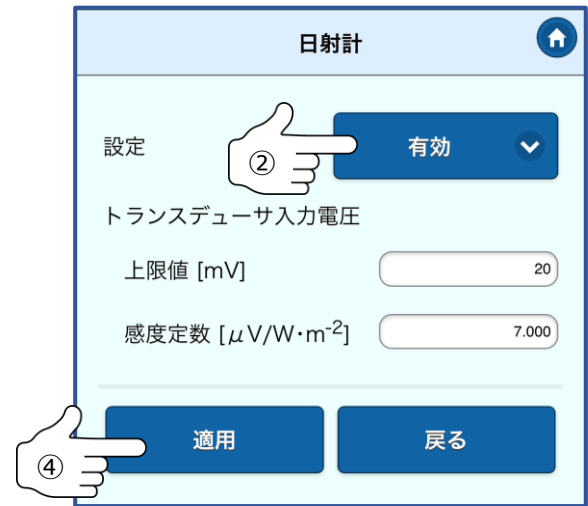 日射計
設定 ② 有効
トランスデューサ入力電圧
上限値 [mV] 20
感度定数 [μV/W・m⁻²] 7.000
④ 適用 戻る